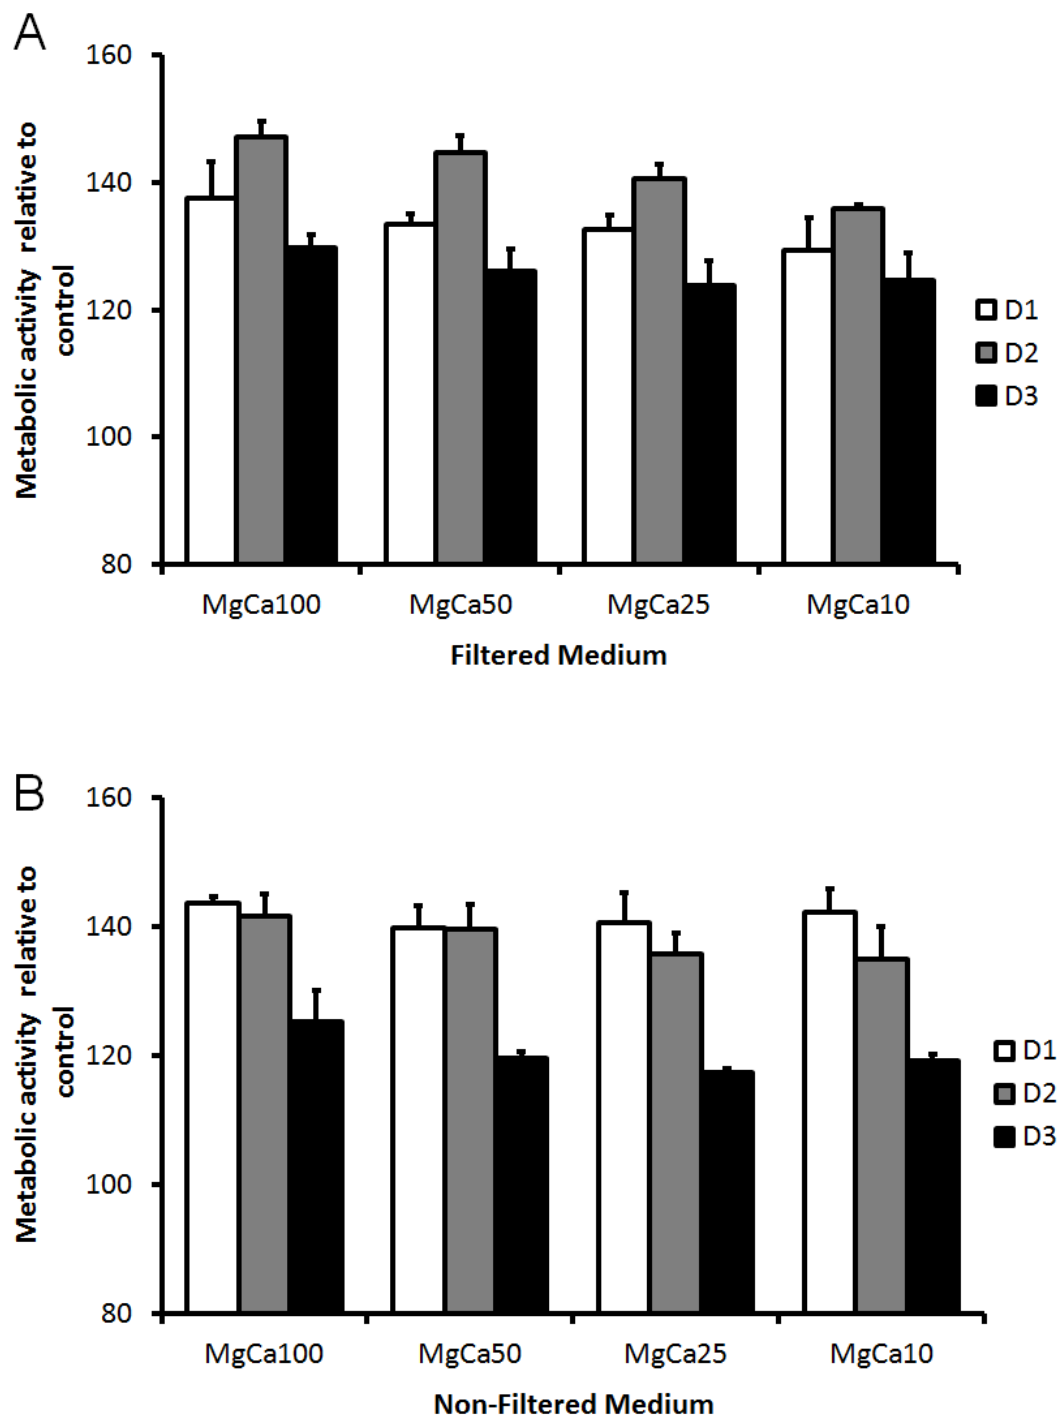 A
Metabolic activity relative to
control
160
140
120
100
80
MgCa100 MgCa50 MgCa25 MgCa10
Filtered Medium
D1
D2
D3
B
Metabolic activity relative to
control
160
140
120
100
80
MgCa100 MgCa50 MgCa25 MgCa10
Non-Filtered Medium
D1
D2
D3